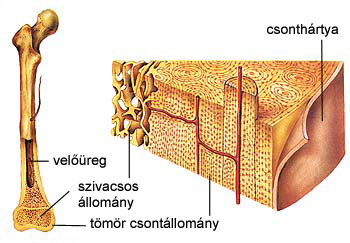 csonthártya
velőüreg
szivacsos
állomány
tömör csontállomány